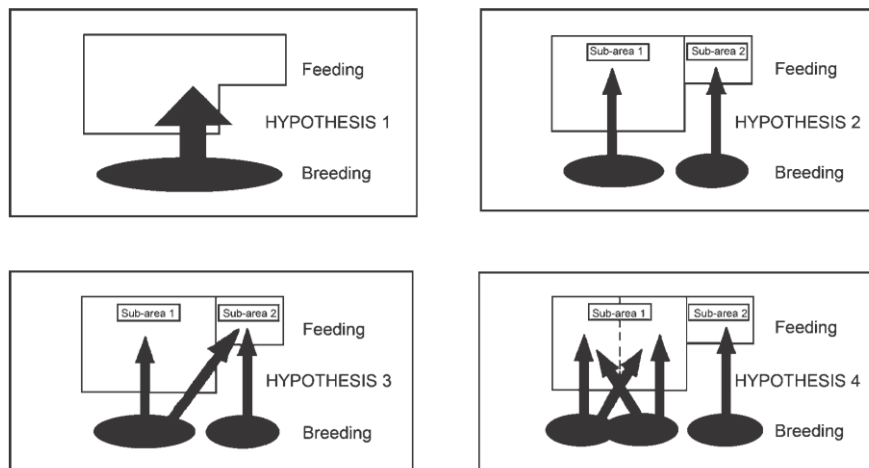 Feeding
HYPOTHESIS 1
Breeding
Sub-area 1
Sub-area 2
Feeding
HYPOTHESIS 2
Breeding
Sub-area 1
Sub-area 2
Feeding
HYPOTHESIS 3
Breeding
Sub-area 1
Sub-area 2
Feeding
HYPOTHESIS 4
Breeding